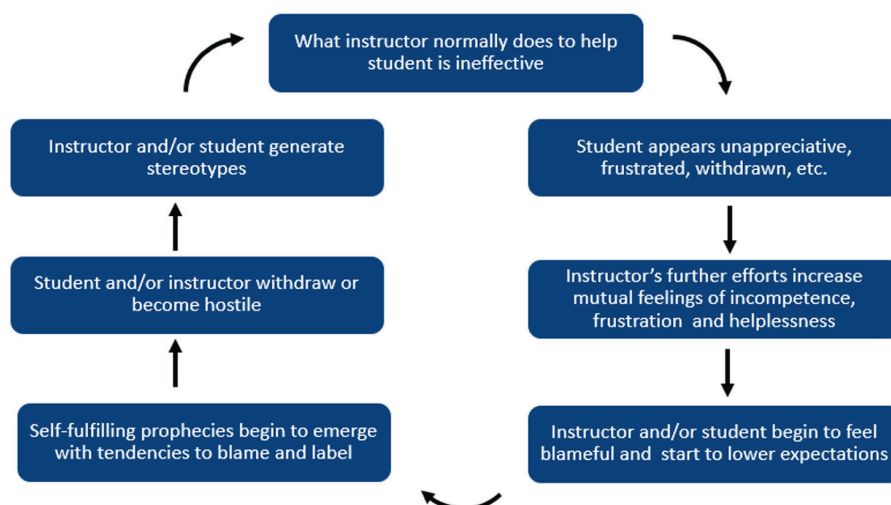 What instructor normally does to help
student is ineffective
Student appears unappreciative,
frustrated, withdrawn, etc.
Instructor's further efforts increase
mutual feelings of incompetence,
frustration and helplessness
Instructor and/or student begin to feel
blameful and start to lower expectations
Self-fulfilling prophecies begin to emerge
with tendencies to blame and label
Student and/or instructor withdraw or
become hostile
Instructor and/or student generate
stereotypes